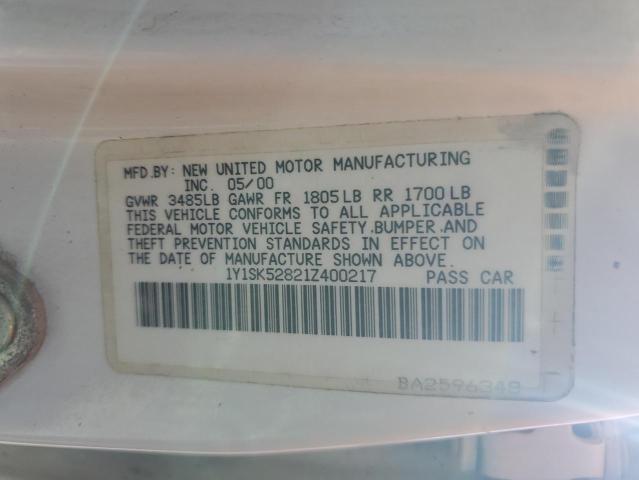 MFD.BY: NEW UNITED MOTOR MANUFACTURING
INC. 05/00
GVWR 3485LB GAWR FR 1805LB RR 1700LB
THIS VEHICLE CONFORMS TO ALL APPLICABLE
FEDERAL MOTOR VEHICLE SAFETY,BUMPER,AND
THEFT PREVENTION STANDARDS IN EFFECT ON
THE DATE OF MANUFACTURE SHOWN ABOVE.
1Y1SK52821Z400217 PASS CAR
BA2596348